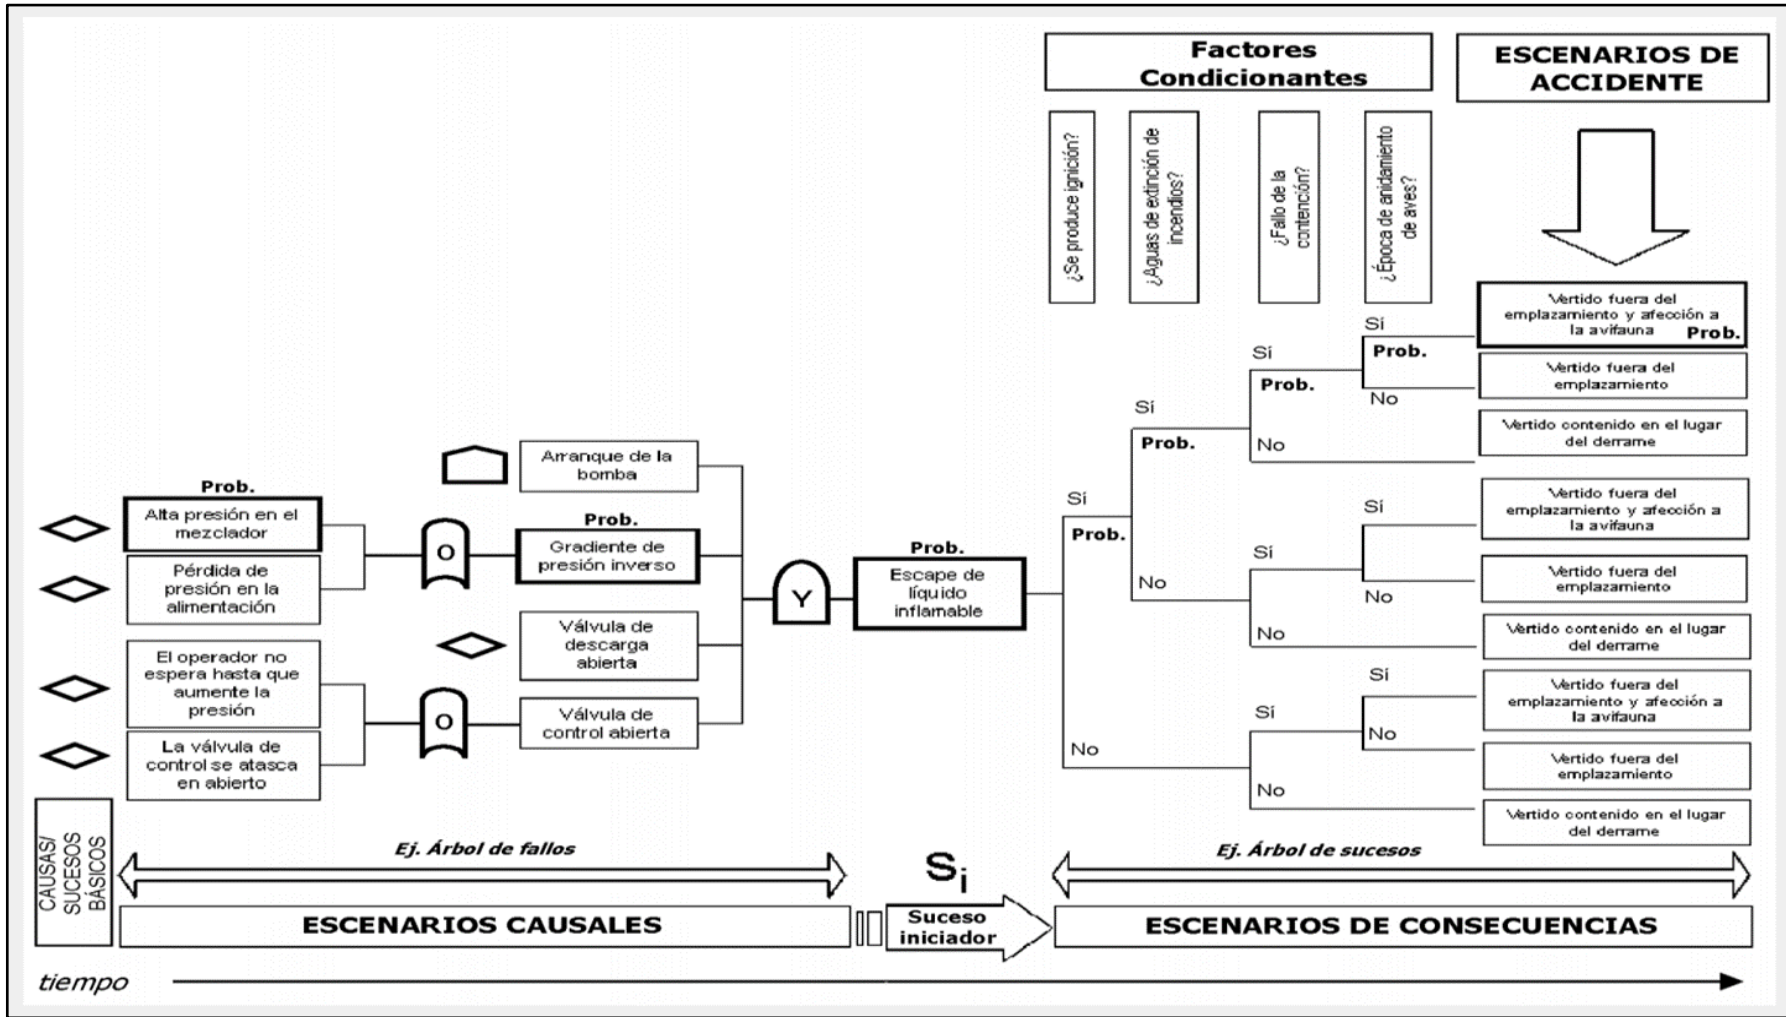 Factores
Condicionantes
ESCENARIOS DE
ACCIDENTE
¿Se produce ignición?
¿Aguas de extinción de
incendios?
¿Fallo de la
contención?
¿Época de anidamiento
de aves?
Vertido fuera del
emplazamiento y afección a
la avifauna
Prob.
Sí
Prob.
No
Vertido fuera del
emplazamiento
Sí
Prob.
No
Vertido contenido en el lugar
del derrame
Sí
Prob.
No
Sí
Prob.
No
Vertido fuera del
emplazamiento y afección a
la avifauna
Sí
No
Vertido fuera del
emplazamiento
Sí
No
Vertido contenido en el lugar
del derrame
Vertido fuera del
emplazamiento y afección a
la avifauna
Sí
No
Vertido fuera del
emplazamiento
Sí
No
Vertido contenido en el lugar
del derrame
Arranque de la
bomba
Prob.
Alta presión en el
mezclador
O
Prob.
Gradiente de
presión inverso
Pérdida de
presión en la
alimentación
Y
Prob.
Escape de
líquido
inflamable
Válvula de
descarga
abierta
El operador no
espera hasta que
aumente la
presión
O
Válvula de
control abierta
La válvula de
control se atasca
en abierto
CAUSAS/
SUCESOS
BÁSICOS
Ej. Árbol de fallos
Si
Ej. Árbol de sucesos
ESCENARIOS CAUSALES
Suceso
iniciador
ESCENARIOS DE CONSECUENCIAS
tiempo